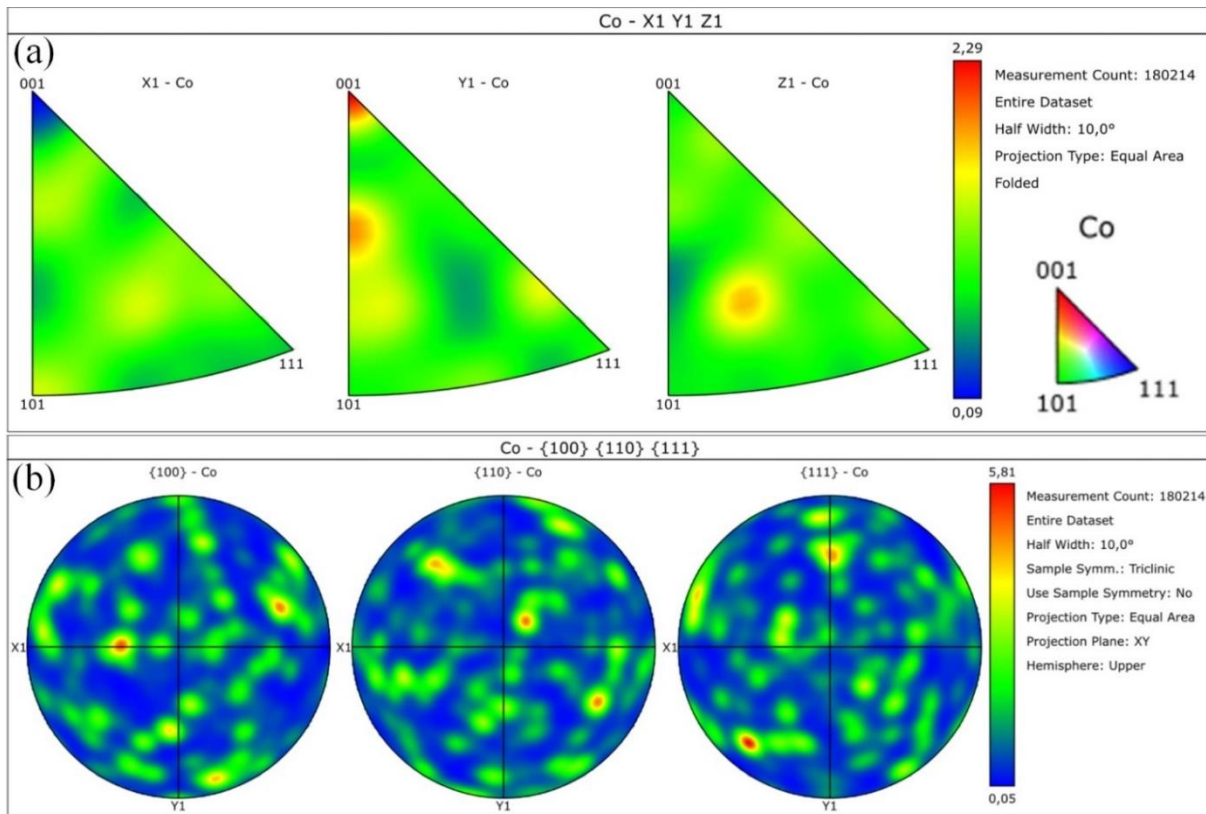 Co - X1 Y1 Z1
(a)
X1 - Co
Y1 - Co
Z1 - Co
001
001
001
101
101
101
111
111
111
2,29
0,09
Measurement Count: 180214
Entire Dataset
Half Width: 10,0°
Projection Type: Equal Area
Folded
Co
001
101
111
Co - {100} {110} {111}
(b)
{100} - Co
{110} - Co
{111} - Co
X1
X1
X1
Y1
Y1
Y1
5,81
0,05
Measurement Count: 180214
Entire Dataset
Half Width: 10,0°
Sample Symm.: Triclinic
Use Sample Symmetry: No
Projection Type: Equal Area
Projection Plane: XY
Hemisphere: Upper